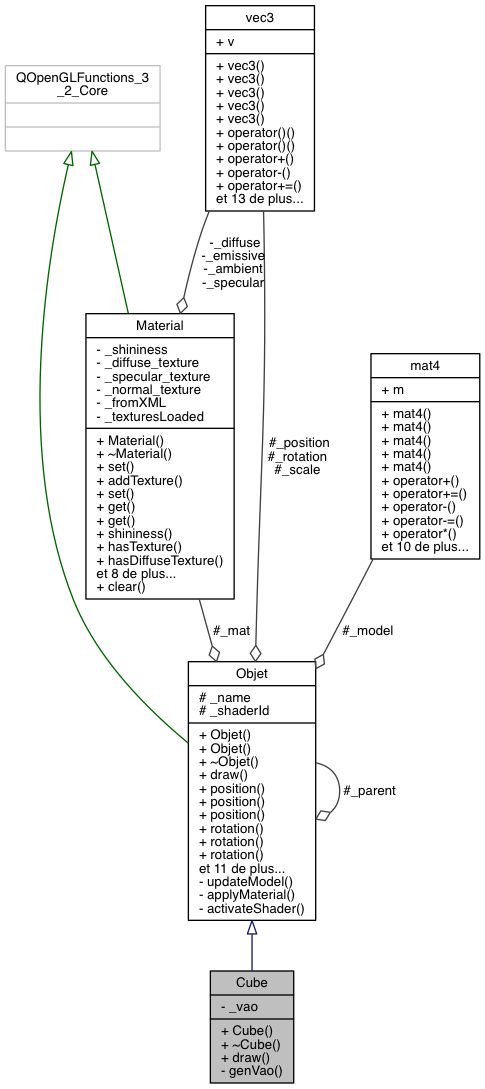 vec3
+ v
+ vec3()
+ vec3()
+ vec3()
+ vec3()
+ vec3()
+ operator()()
+ operator()()
+ operator+()
+ operator-()
+ operator+=()
et 13 de plus...
QOpenGLFunctions_3
_2_Core
-_diffuse
-_emissive
-_ambient
-_specular
Material
- _shininess
- _diffuse_texture
- _specular_texture
- _normal_texture
- _fromXML
- _texturesLoaded
+ Material()
+ ~Material()
+ set()
+ addTexture()
+ set()
+ get()
+ get()
+ shininess()
+ hasTexture()
+ hasDiffuseTexture()
et 8 de plus...
+ clear()
#_position
#_rotation
#_scale
mat4
+ m
+ mat4()
+ mat4()
+ mat4()
+ mat4()
+ mat4()
+ operator+()
+ operator+=()
+ operator-()
+ operator-=()
+ operator*()
et 10 de plus...
#_mat
#_model
Objet
# _name
# _shaderId
+ Objet()
+ Objet()
+ ~Objet()
+ draw()
+ position()
+ position()
+ position()
+ rotation()
+ rotation()
+ rotation()
et 11 de plus...
- updateModel()
- applyMaterial()
- activateShader()
#_parent
Cube
- _vao
+ Cube()
+ ~Cube()
+ draw()
- genVao()